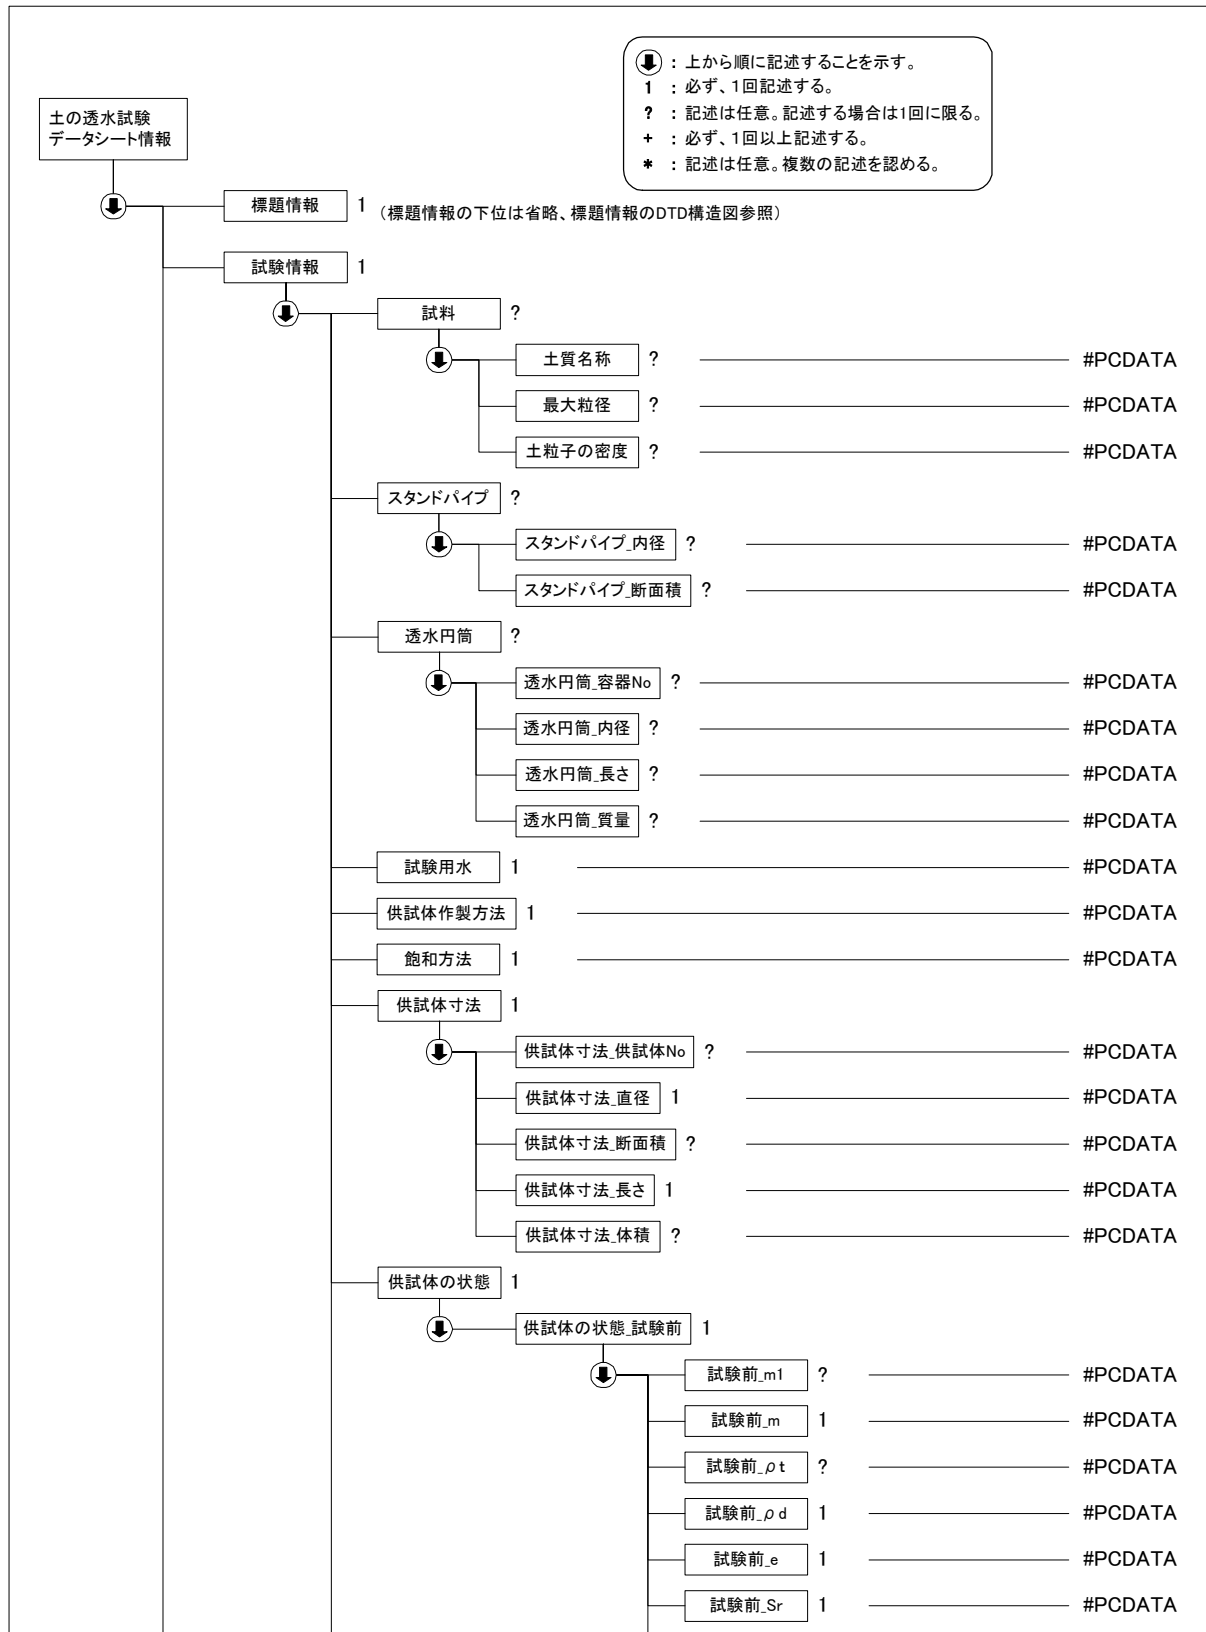 : 上から順に記述することを示す。
1 : 必ず、1回記述する。
? : 記述は任意。記述する場合は1回に限る。
+ : 必ず、1回以上記述する。
* : 記述は任意。複数の記述を認める。
土の透水試験
データシート情報
標題情報 1 (標題情報の下位は省略、標題情報のDTD構造図参照)
試験情報 1
試料 ?
土質名称 ? #PCDATA
最大粒径 ? #PCDATA
土粒子の密度 ? #PCDATA
スタンドパイプ ?
スタンドパイプ_内径 ? #PCDATA
スタンドパイプ_断面積 ? #PCDATA
透水円筒 ?
透水円筒_容器No ? #PCDATA
透水円筒_内径 ? #PCDATA
透水円筒_長さ ? #PCDATA
透水円筒_質量 ? #PCDATA
試験用水 1 #PCDATA
供試体作製方法 1 #PCDATA
飽和方法 1 #PCDATA
供試体寸法 1
供試体寸法_供試体No ? #PCDATA
供試体寸法_直径 1 #PCDATA
供試体寸法_断面積 ? #PCDATA
供試体寸法_長さ 1 #PCDATA
供試体寸法_体積 ? #PCDATA
供試体の状態 1
供試体の状態_試験前 1
試験前_m1 ? #PCDATA
試験前_m 1 #PCDATA
試験前_ρt ? #PCDATA
試験前_ρd 1 #PCDATA
試験前_e 1 #PCDATA
試験前_Sr 1 #PCDATA